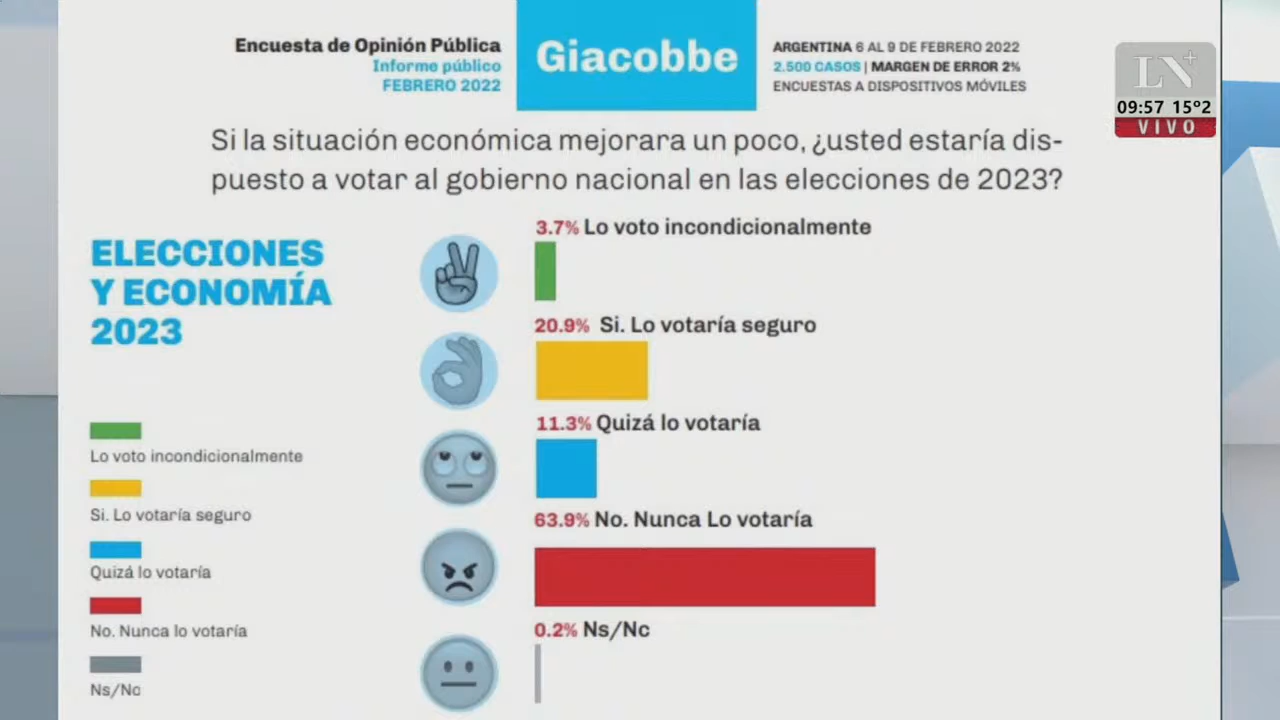 Encuesta de Opinión Pública
Informe público
FEBRERO 2022
Giacobbe
ARGENTINA 6 AL 9 DE FEBRERO 2022
2.500 CASOS | MARGEN DE ERROR 2%
ENCUESTAS A DISPOSITIVOS MÓVILES
LN+
09:57 15º2
VIVO
Si la situación económica mejorara un poco, ¿usted estaría dis-
puesto a votar al gobierno nacional en las elecciones de 2023?
ELECCIONES
Y ECONOMÍA
2023
3.7% Lo voto incondicionalmente
20.9% Si. Lo votaría seguro
11.3% Quizá lo votaría
63.9% No. Nunca Lo votaría
0.2% Ns/Nc
Lo voto incondicionalmente
Si. Lo votaría seguro
Quizá lo votaría
No. Nunca lo votaría
Ns/Nc